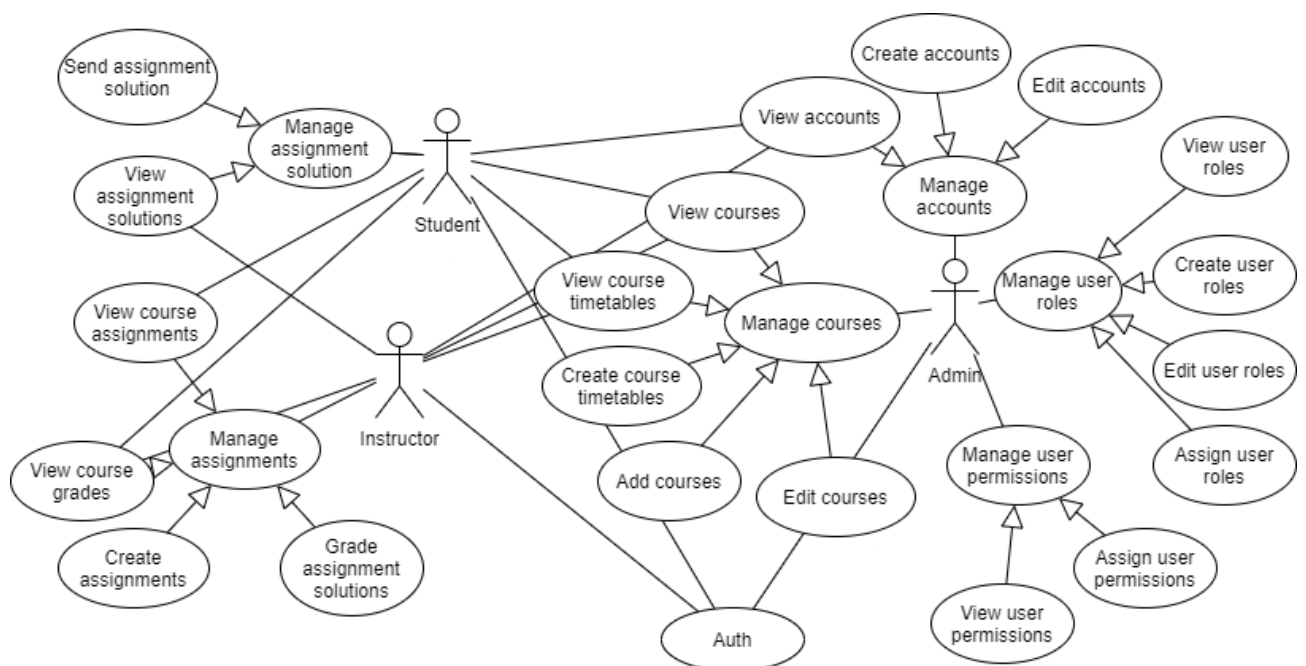 Send assignment
solution
Manage
assignment
solution
View
assignment
solutions
Student
View accounts
Create accounts
Edit accounts
Manage
accounts
View user
roles
View courses
View course
timetables
Manage courses
Manage user
roles
Create user
roles
View course
assignments
Instructor
Create course
timetables
Admin
Edit user roles
Manage
assignments
View course
grades
Add courses
Edit courses
Manage user
permissions
Assign user
roles
Create
assignments
Grade
assignment
solutions
Assign user
permissions
View user
permissions
Auth